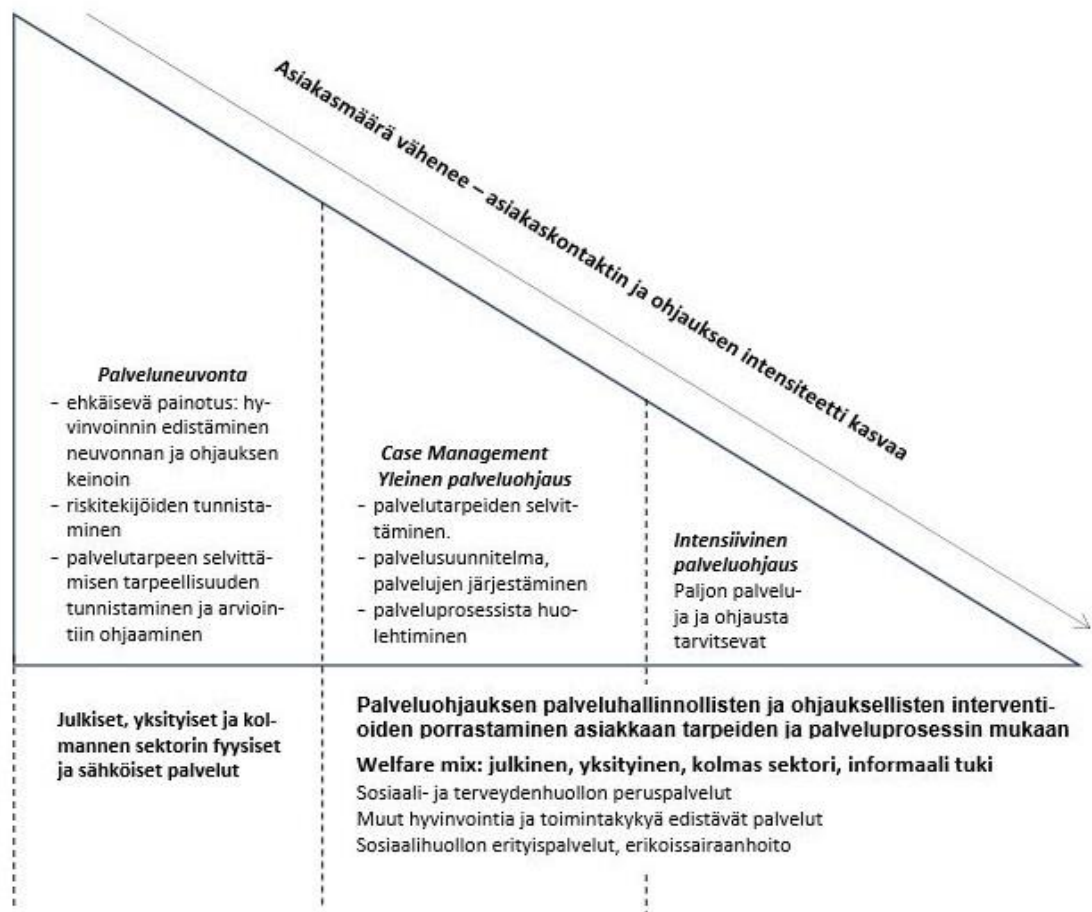 Asiakasmäärä vähenee – asiakaskontaktin ja ohjauksen intensiteetti kasvaa
Palveluneuvonta
- ehkäisevä painotus: hy-
vinvoinnin edistäminen
neuvonnan ja ohjauksen
keinoin
- riskitekijöiden tunnista-
minen
- palvelutarpeen selvittä-
misen tarpeellisuuden
tunnistaminen ja arvioin-
tiin ohjaaminen
Case Management
Yleinen palveluohjaus
- palvelutarpeiden selvit-
täminen.
- palvelusuunnitelma,
palvelujen järjestäminen
- palveluprosessista huo-
lehtiminen
Intensiivinen
palveluohjaus
Paljon palvelu-
ja ja ohjausta
tarvitsevat
Julkiset, yksityiset ja kol-
mannen sektorin fyysiset
ja sähköiset palvelut
Palveluohjauksen palveluhallinnollisten ja ohjauksellisten interventi-
oiden porrastaminen asiakkaan tarpeiden ja palveluprosessin mukaan
Welfare mix: julkinen, yksityinen, kolmas sektori, informaali tuki
Sosiaali- ja terveydenhuollon peruspalvelut
Muut hyvinvointia ja toimintakykyä edistävät palvelut
Sosiaalihuollon erityispalvelut, erikoissairaanhoito